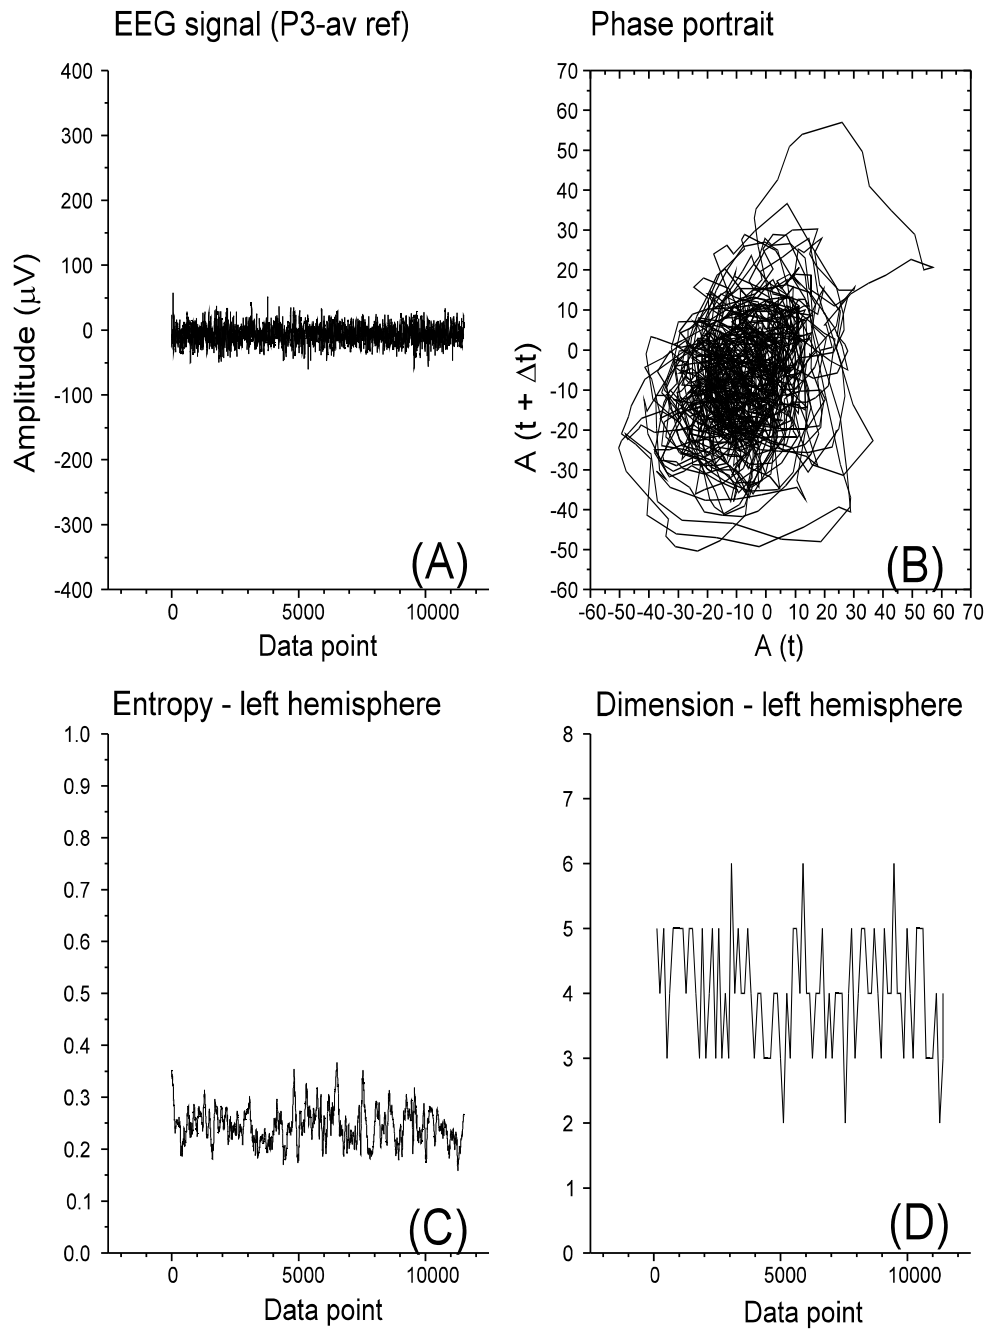 EEG signal (P3-av ref)
400
300
200
100
0
-100
-200
-300
-400
Amplitude (µV)
(A)
0 5000 10000
Data point
Phase portrait
70
60
50
40
30
20
10
0
-10
-20
-30
-40
-50
-60
A (t + Δt)
(B)
-60 -50 -40 -30 -20 -10 0 10 20 30 40 50 60 70
A (t)
Entropy - left hemisphere
1.0
0.9
0.8
0.7
0.6
0.5
0.4
0.3
0.2
0.1
0.0
(C)
0 5000 10000
Data point
Dimension - left hemisphere
8
7
6
5
4
3
2
1
0
(D)
0 5000 10000
Data point